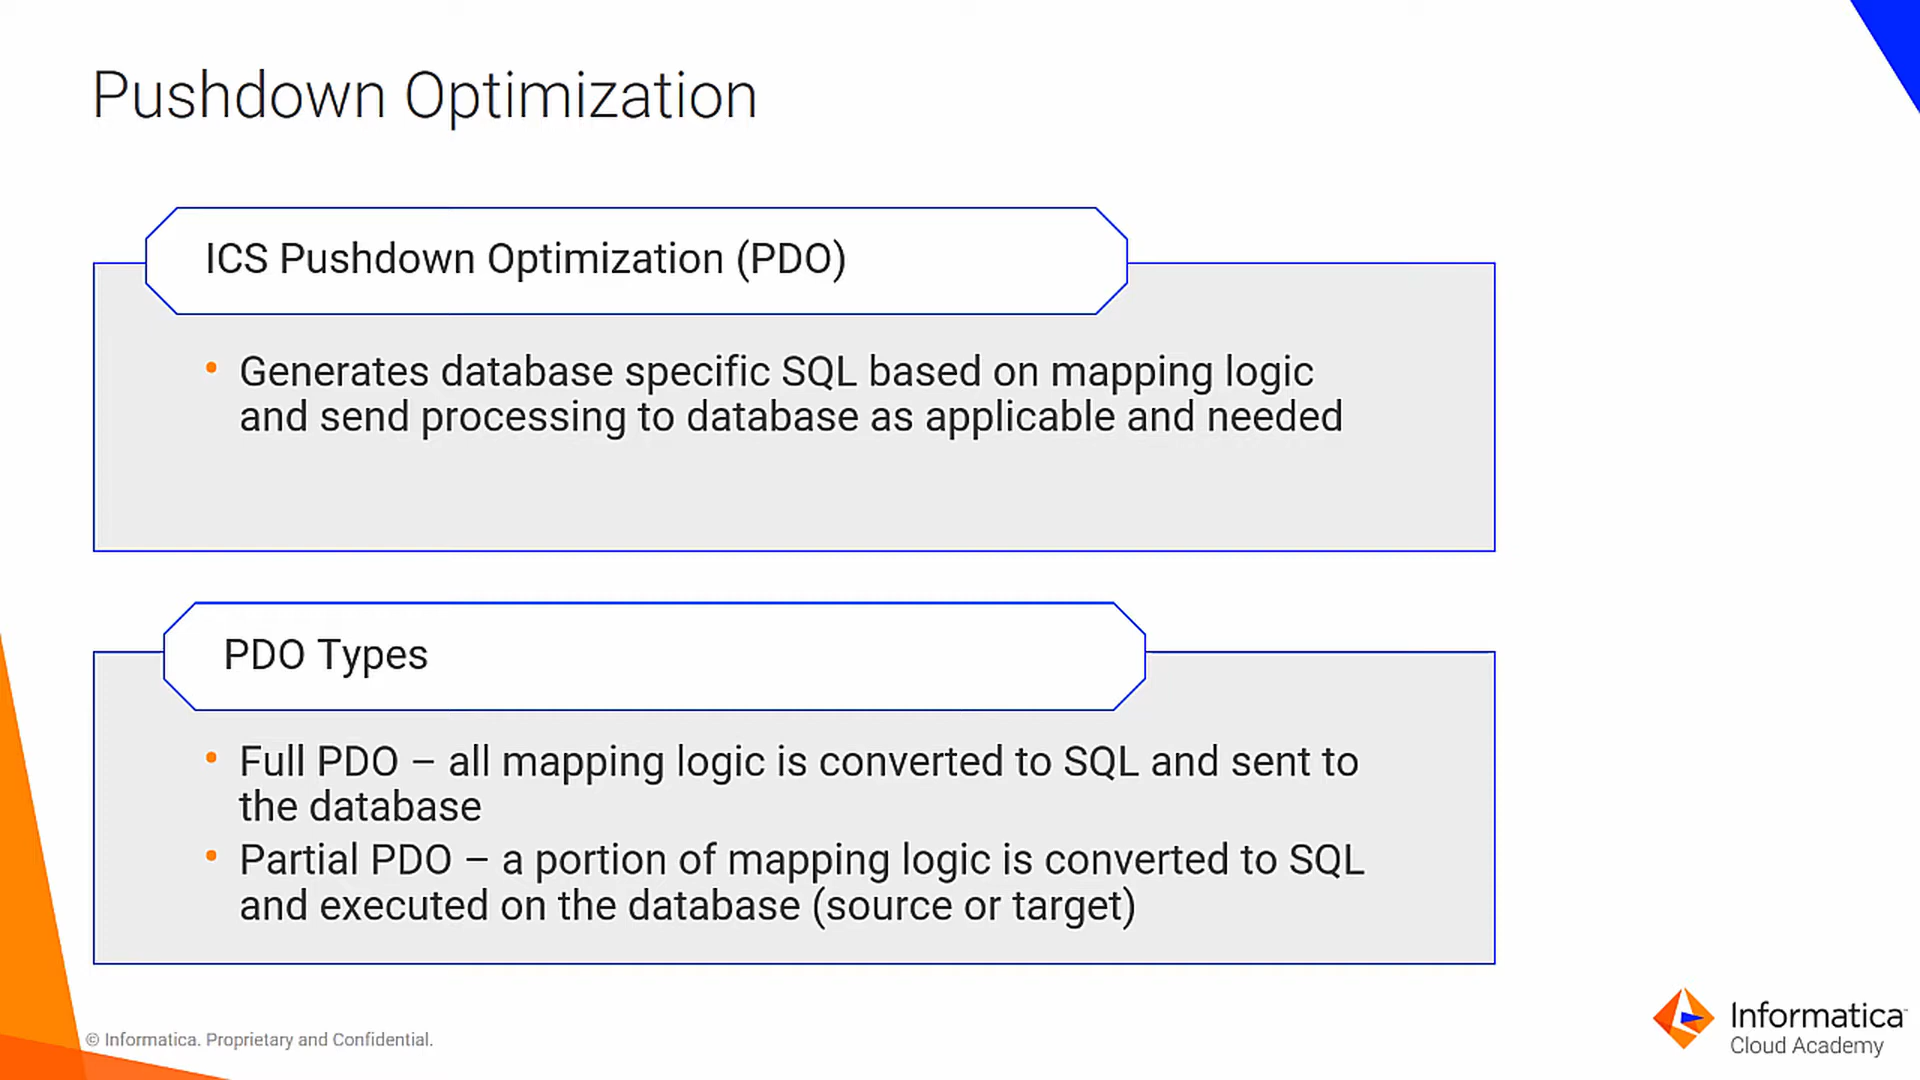 Pushdown Optimization
ICS Pushdown Optimization (PDO)
• Generates database specific SQL based on mapping logic
and send processing to database as applicable and needed
PDO Types
• Full PDO – all mapping logic is converted to SQL and sent to
the database
• Partial PDO – a portion of mapping logic is converted to SQL
and executed on the database (source or target)
© Informatica. Proprietary and Confidential.
Informatica™
Cloud Academy